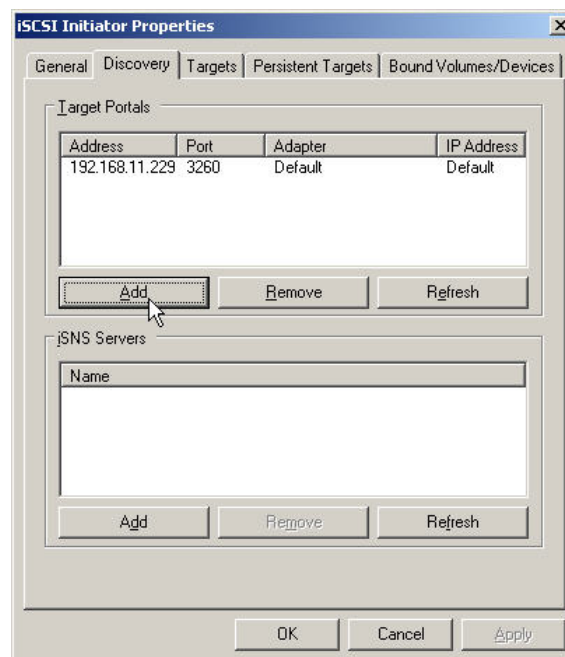 iSCSI Initiator Properties
General Discovery Targets Persistent Targets Bound Volumes/Devices
Target Portals
Address Port Adapter IP Address
192.168.11.229 3260 Default Default
Add Remove Refresh
iSNS Servers
Name
Add Remove Refresh
OK Cancel Apply